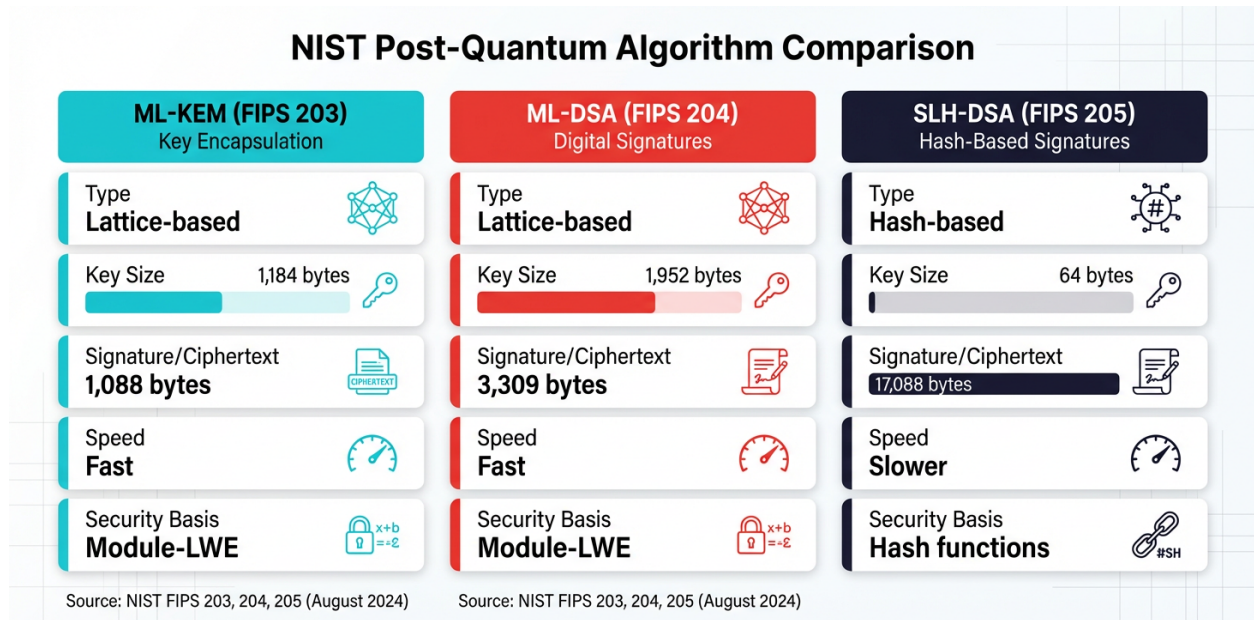 NIST Post-Quantum Algorithm Comparison
ML-KEM (FIPS 203)
Key Encapsulation
Type
Lattice-based
Key Size 1,184 bytes
Signature/Ciphertext
1,088 bytes
CIPHEATEXT
Speed
Fast
Security Basis
Module-LWE
x+b
=-ε
Source: NIST FIPS 203, 204, 205 (August 2024)
ML-DSA (FIPS 204)
Digital Signatures
Type
Lattice-based
Key Size 1,952 bytes
Signature/Ciphertext
3,309 bytes
Speed
Fast
Security Basis
Module-LWE
x+b
=-ε
Source: NIST FIPS 203, 204, 205 (August 2024)
SLH-DSA (FIPS 205)
Hash-Based Signatures
Type
Hash-based
#
Key Size 64 bytes
Signature/Ciphertext
17,088 bytes
Speed
Slower
Security Basis
Hash functions
#SH